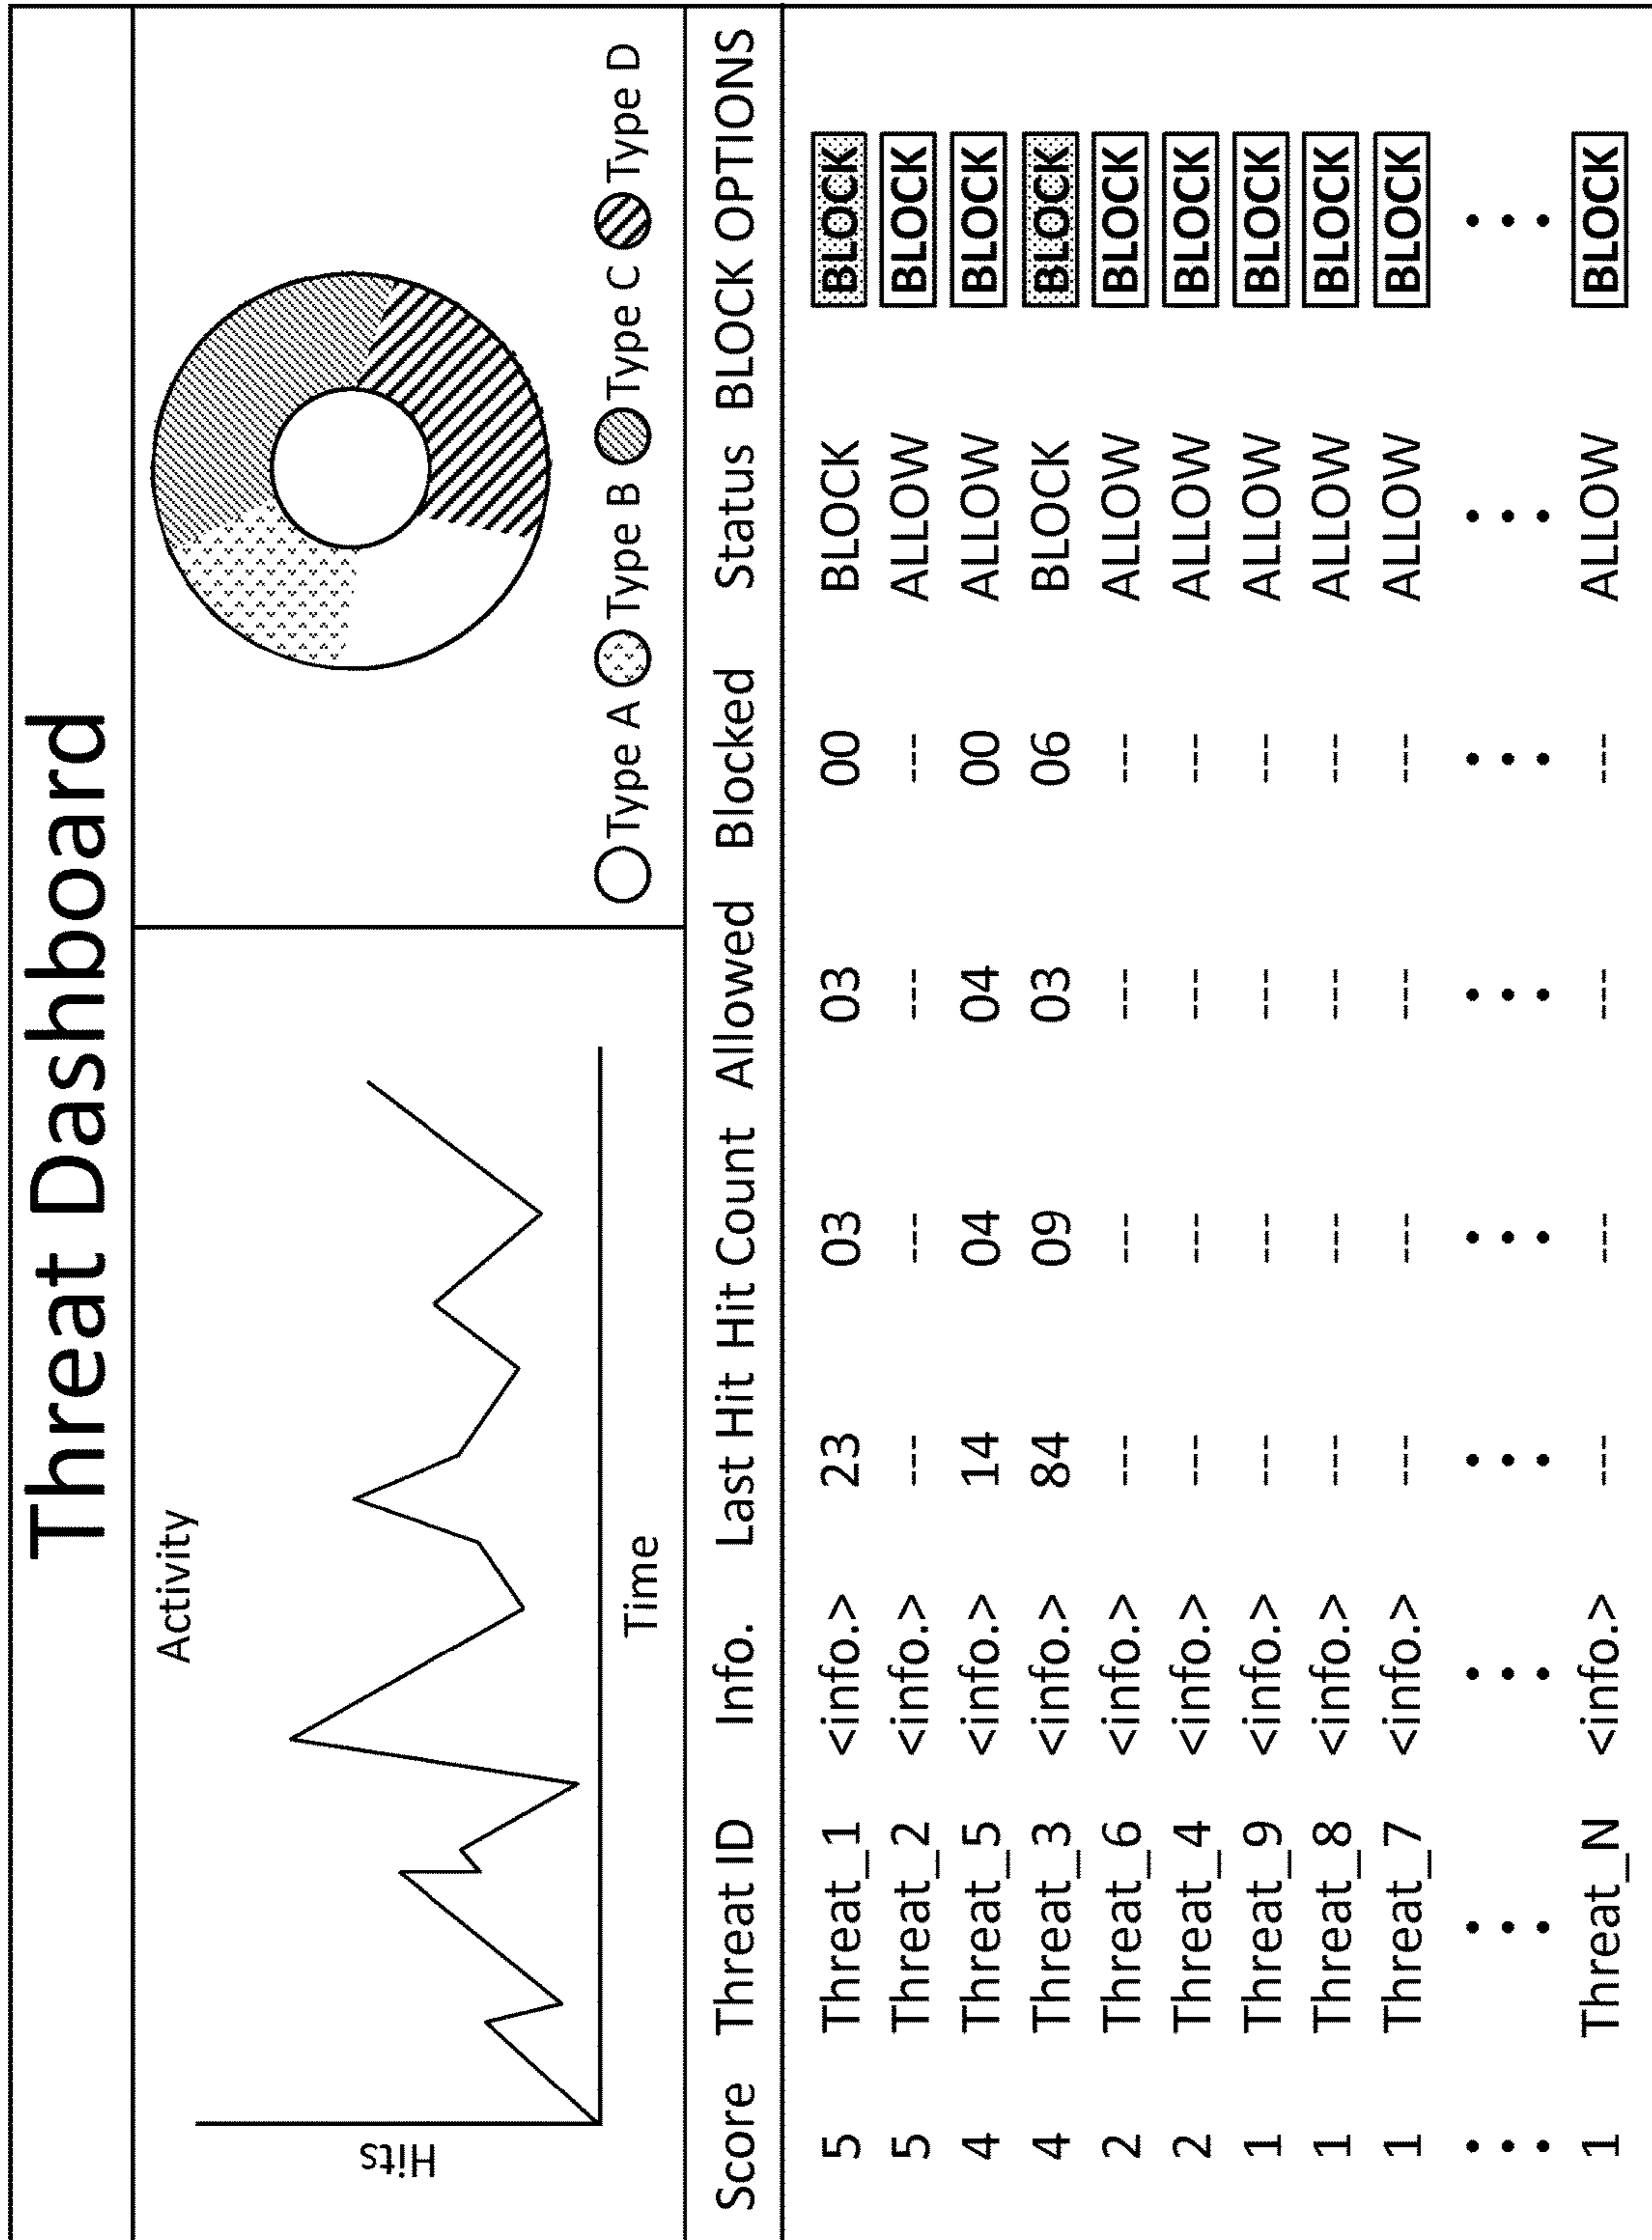 Threat Dashboard
Activity
Hits
Time
Type A Type B Type C Type D
Score Threat ID Info. Last Hit Hit Count Allowed Blocked Status BLOCK OPTIONS
5 Threat_1 <info.> 23 03 03 00 BLOCK BLOCK
5 Threat_2 <info.> --- --- --- --- ALLOW BLOCK
4 Threat_5 <info.> 14 04 04 00 ALLOW BLOCK
4 Threat_3 <info.> 84 09 03 06 BLOCK BLOCK
2 Threat_6 <info.> --- --- --- --- ALLOW BLOCK
2 Threat_4 <info.> --- --- --- --- ALLOW BLOCK
1 Threat_9 <info.> --- --- --- --- ALLOW BLOCK
1 Threat_8 <info.> --- --- --- --- ALLOW BLOCK
1 Threat_7 <info.> --- --- --- --- ALLOW BLOCK
1 Threat_N <info.> --- --- --- --- ALLOW BLOCK